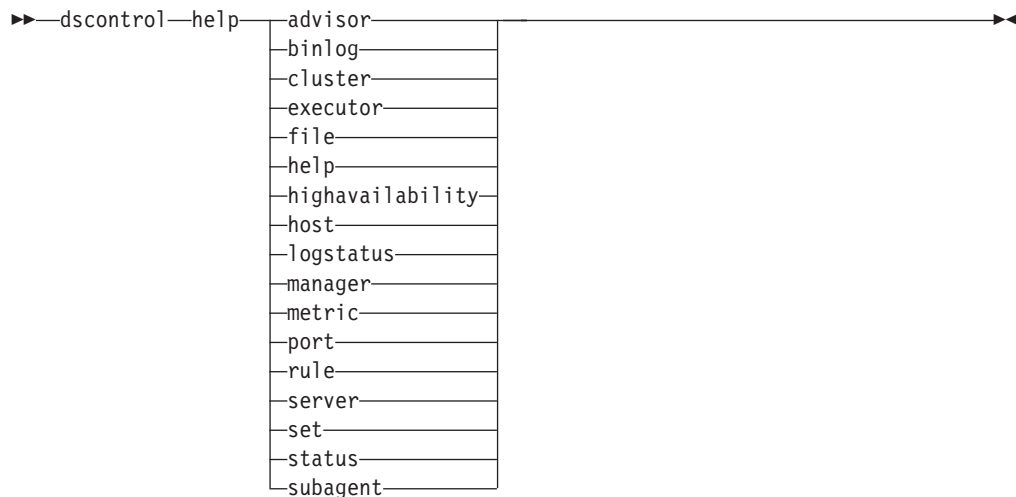 dscontrol help advisor
binlog
cluster
executor
file
help
highavailability
host
logstatus
manager
metric
port
rule
server
set
status
subagent